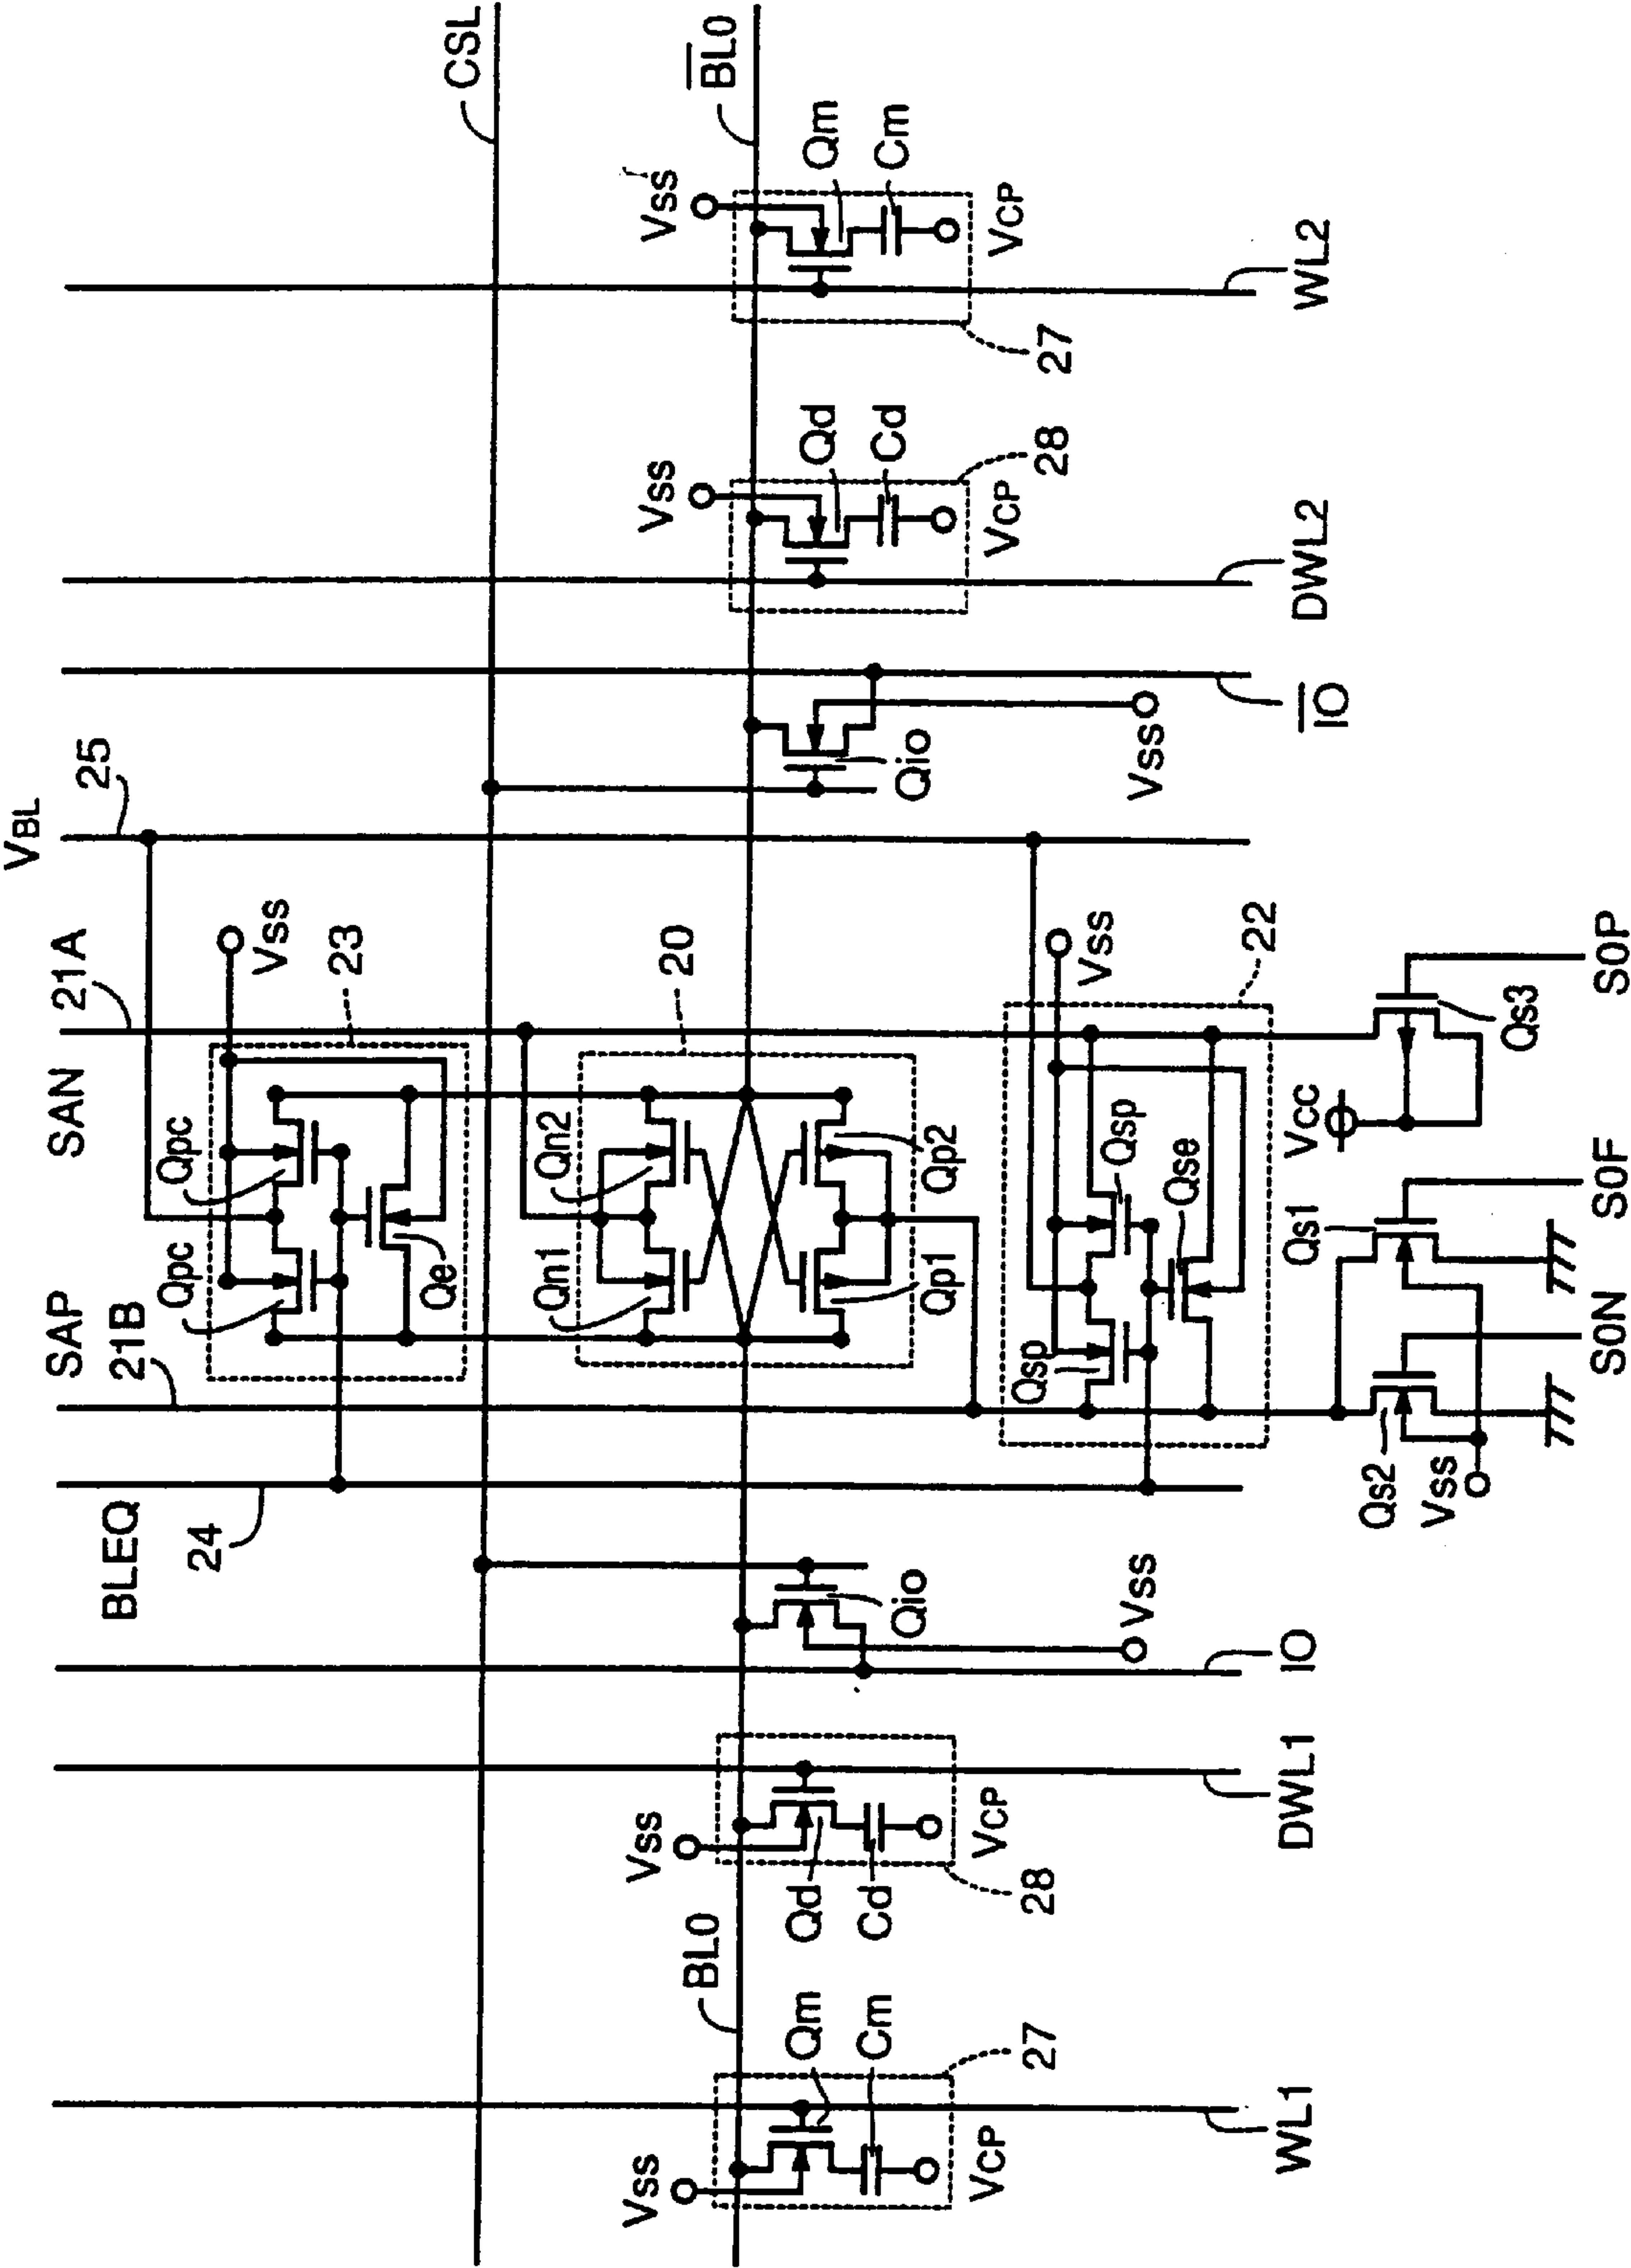 VBL
SAP
SAN
21B
21A
25
BLEQ
Qpc
Qpc
24
Vss
23
Qe
CSL
Qn1
Qn2
Vss
Vss
Vss
Vss
20
BL0
B̅L̅0̅
Qm
Qd
Qd
Qm
Cm
Cd
Cd
Cm
Qio
Qp1
Qp2
Qio
VCP
VCP
VCP
VCP
27
28
Qsp
28
27
Qsp
Vss
Vss
Vss
Qse
22
WL1
DWL1
IO
I̅O̅
DWL2
WL2
Qs1
VCC
Qs2
Vss
Qs3
S0N
S0F
S0P